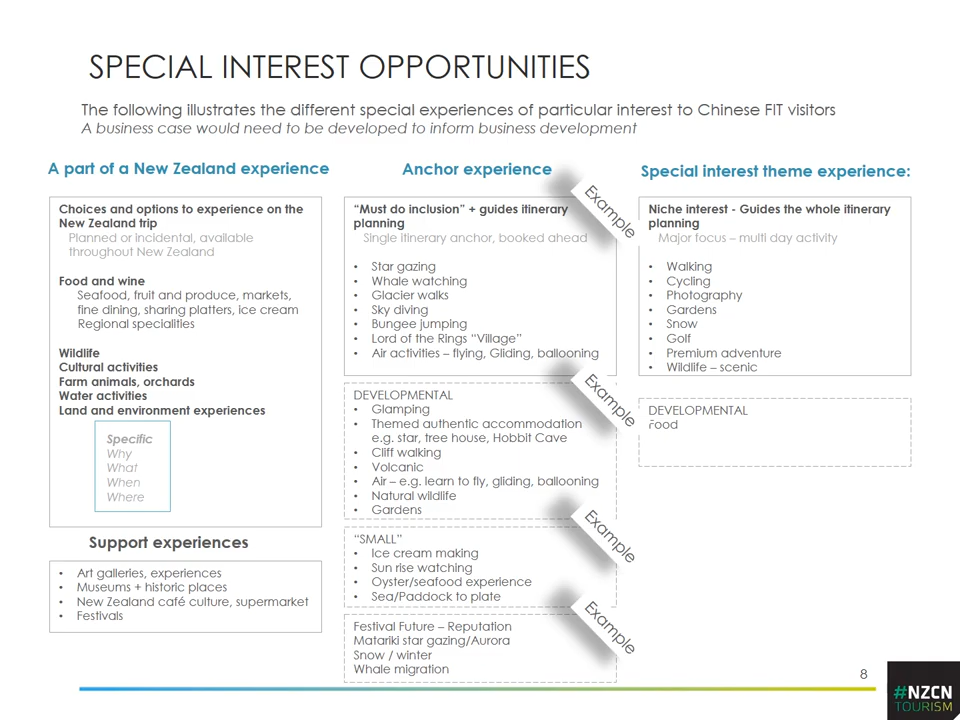 SPECIAL INTEREST OPPORTUNITIES
The following illustrates the different special experiences of particular interest to Chinese FIT visitors
A business case would need to be developed to inform business development
A part of a New Zealand experience
Choices and options to experience on the
New Zealand trip
Planned or incidental, available
throughout New Zealand
Food and wine
Seafood, fruit and produce, markets,
fine dining, sharing platters, ice cream
Regional specialities
Wildlife
Cultural activities
Farm animals, orchards
Water activities
Land and environment experiences
Specific
Why
What
When
Where
Support experiences
• Art galleries, experiences
• Museums + historic places
• New Zealand café culture, supermarket
• Festivals
Anchor experience
Example
“Must do inclusion” + guides itinerary
planning
Single itinerary anchor, booked ahead
• Star gazing
• Whale watching
• Glacier walks
• Sky diving
• Bungee jumping
• Lord of the Rings “Village”
• Air activities – flying, Gliding, ballooning
Example
DEVELOPMENTAL
• Glamping
• Themed authentic accommodation
e.g. star, tree house, Hobbit Cave
• Cliff walking
• Volcanic
• Air – e.g. learn to fly, gliding, ballooning
• Natural wildlife
• Gardens
Example
“SMALL”
• Ice cream making
• Sun rise watching
• Oyster/seafood experience
• Sea/Paddock to plate
Example
Festival Future – Reputation
Matariki star gazing/Aurora
Snow / winter
Whale migration
Special interest theme experience:
Niche interest - Guides the whole itinerary
planning
Major focus – multi day activity
• Walking
• Cycling
• Photography
• Gardens
• Snow
• Golf
• Premium adventure
• Wildlife – scenic
DEVELOPMENTAL
Food
8
#NZCN
TOURISM